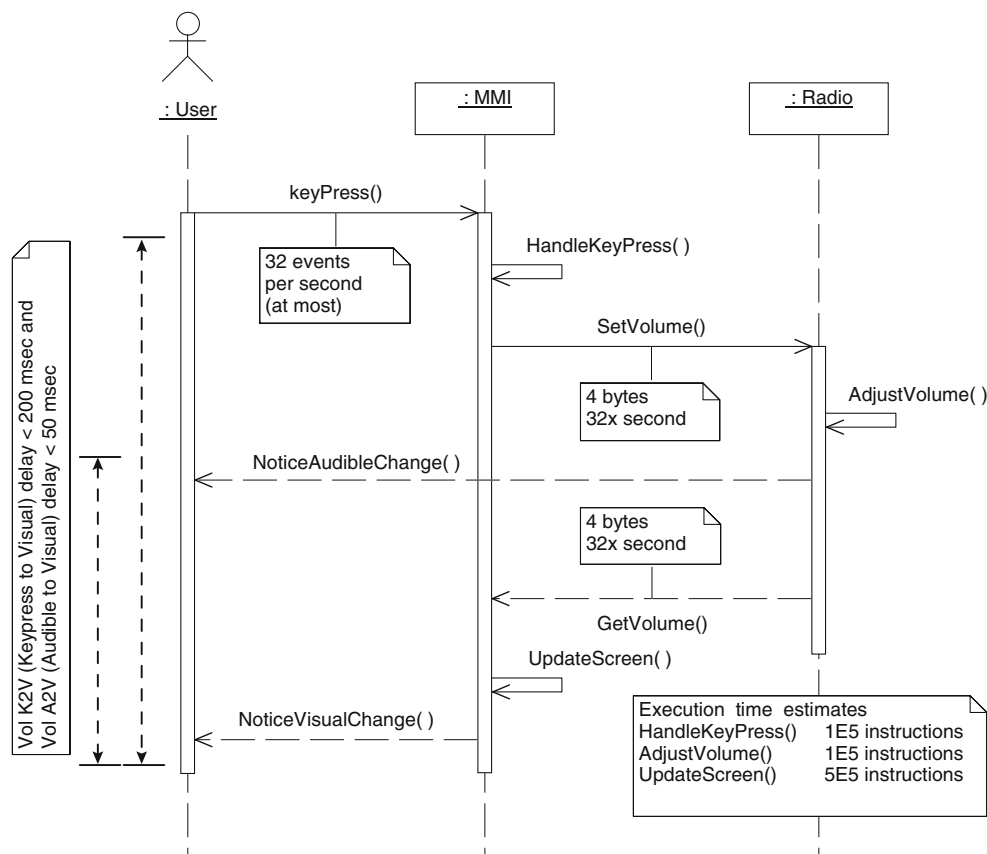 : User
: MMI
: Radio
keyPress()
32 events
per second
(at most)
HandleKeyPress( )
SetVolume()
4 bytes
32x second
AdjustVolume( )
NoticeAudibleChange( )
4 bytes
32x second
GetVolume()
UpdateScreen( )
NoticeVisualChange( )
Vol K2V (Keypress to Visual) delay < 200 msec and
Vol A2V (Audible to Visual) delay < 50 msec
Execution time estimates
HandleKeyPress() 1E5 instructions
AdjustVolume() 1E5 instructions
UpdateScreen() 5E5 instructions